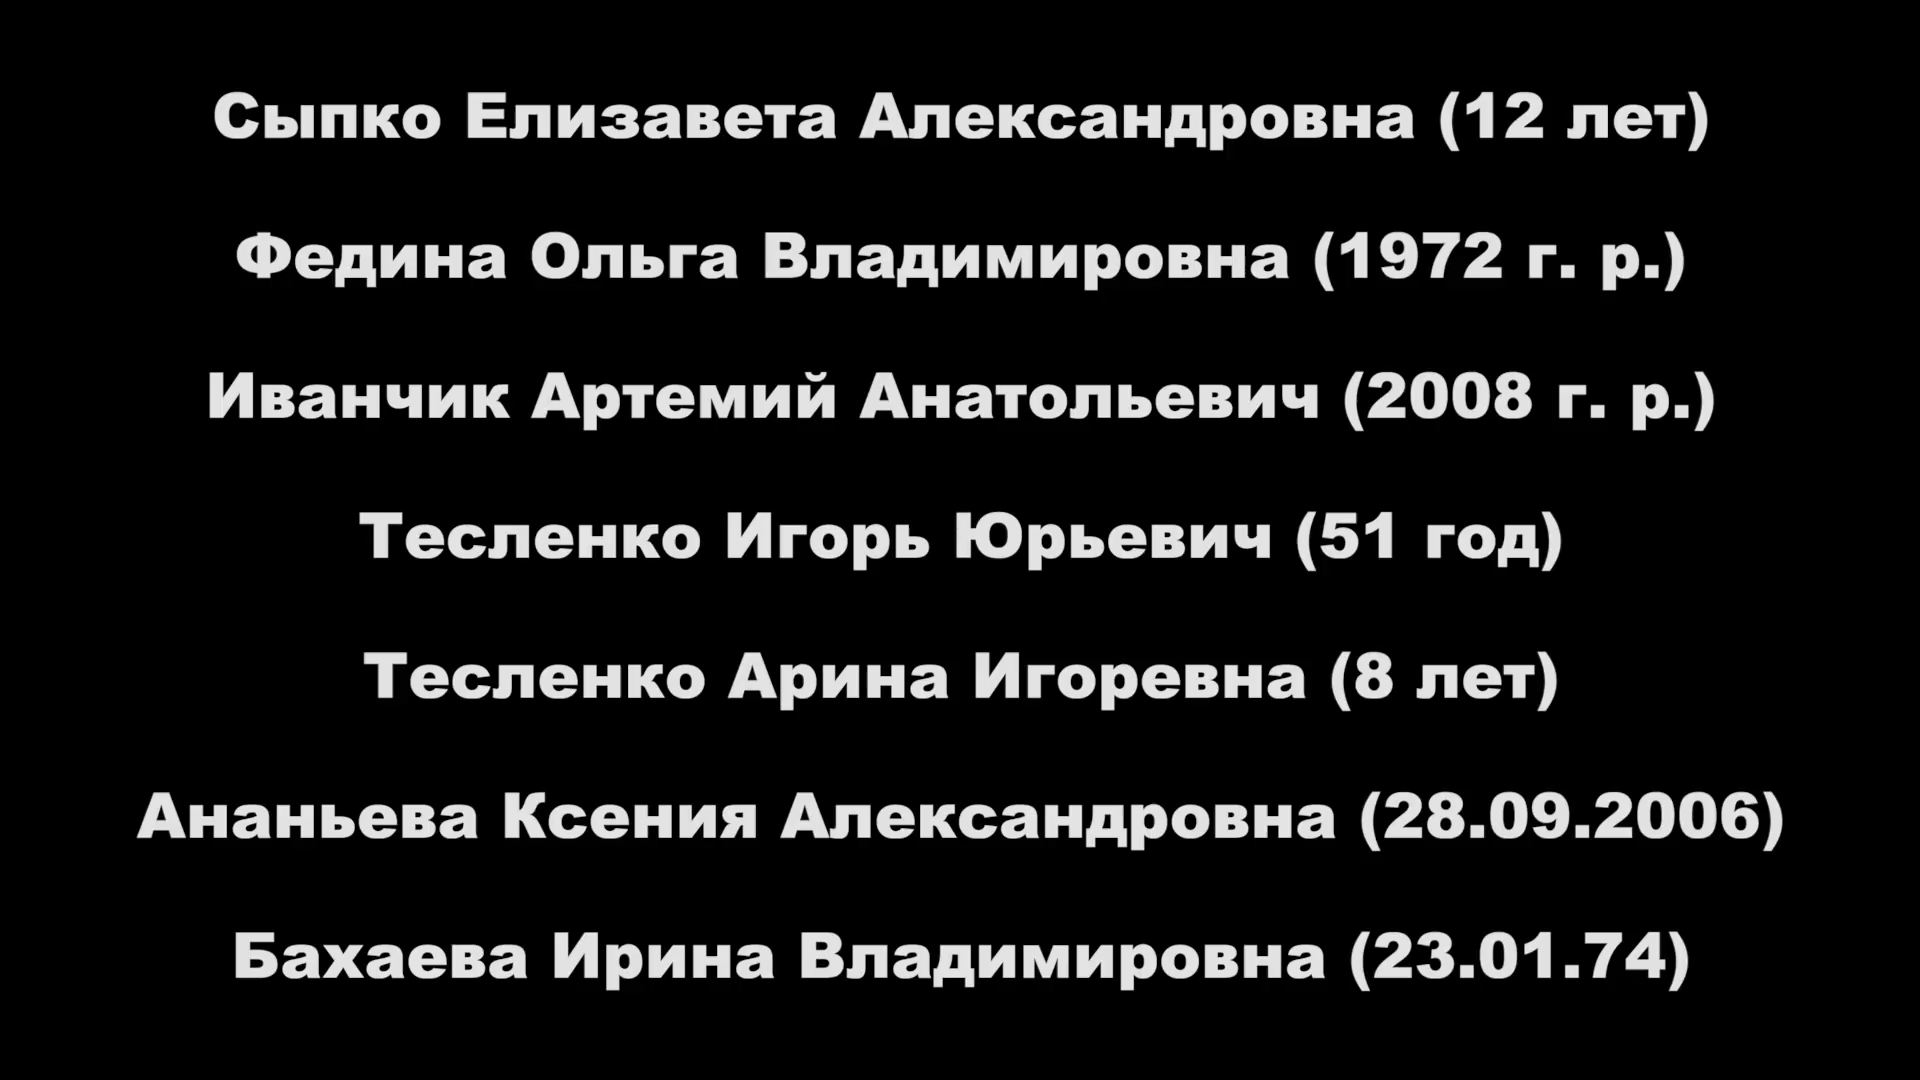 Сыпко Елизавета Александровна (12 лет)
Федина Ольга Владимировна (1972 г. р.)
Иванчик Артемий Анатольевич (2008 г. р.)
Тесленко Игорь Юрьевич (51 год)
Тесленко Арина Игоревна (8 лет)
Ананьева Ксения Александровна (28.09.2006)
Бахаева Ирина Владимировна (23.01.74)